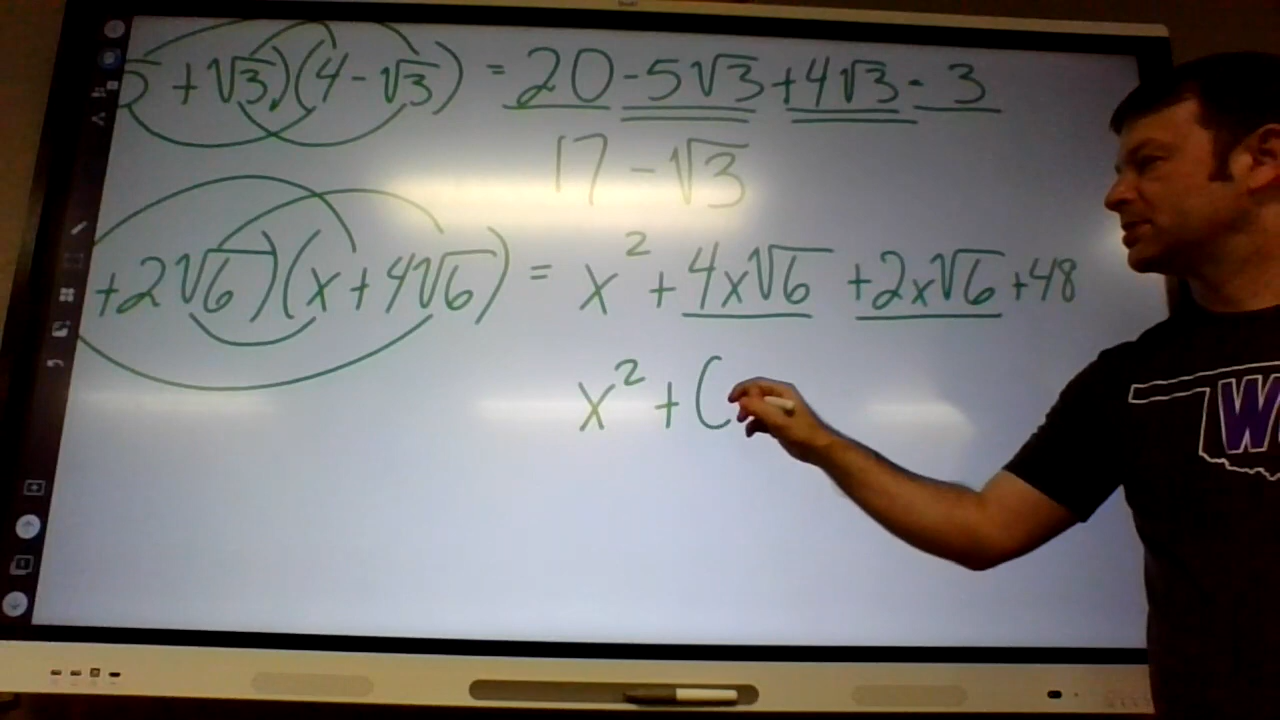 5 + √3)(4 - √3) = 20 - 5√3 + 4√3 - 3
17 - √3
+2√6)(x + 4√6) = x² + 4x√6 + 2x√6 + 48
x² + (
W